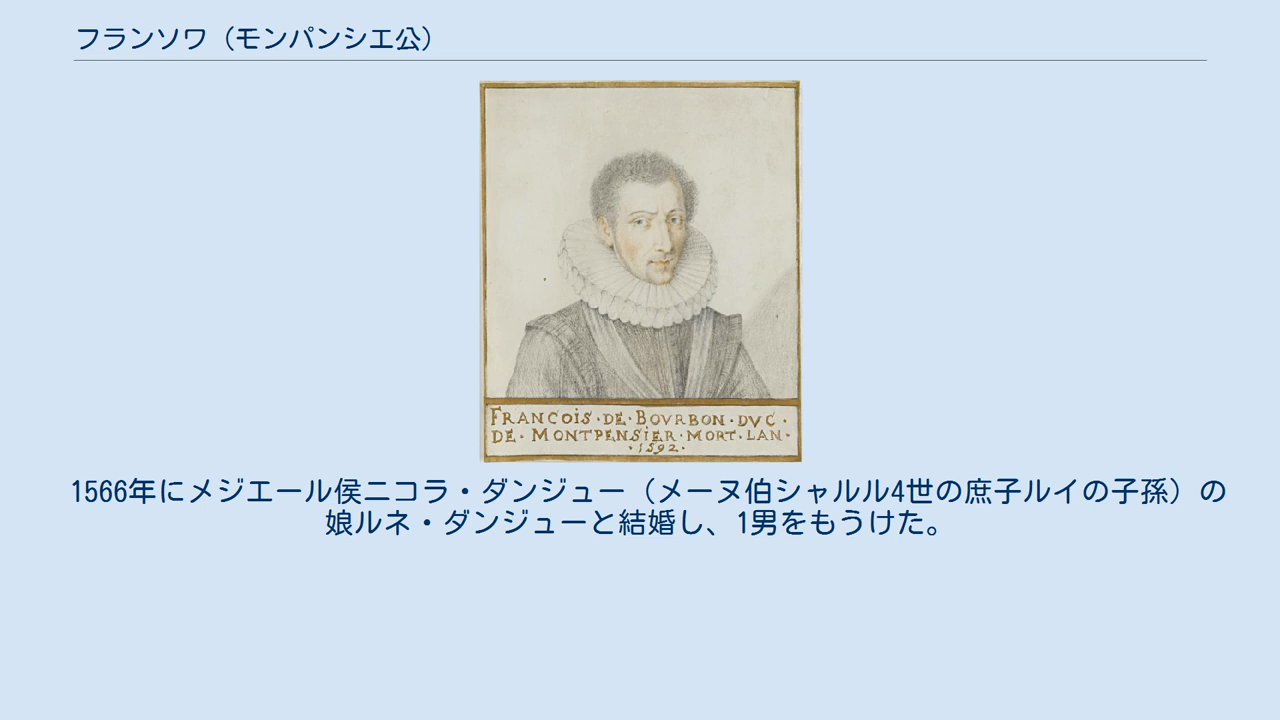 フランソワ（モンパンシエ公）
FRANCOIS·DE·BOVRBON·DVC·
DE·MONTPENSIER·MORT·LAN·
·1592·
1566年にメジエール侯ニコラ・ダンジュー（メーヌ伯シャルル4世の庶子ルイの子孫）の
娘ルネ・ダンジューと結婚し、1男をもうけた。